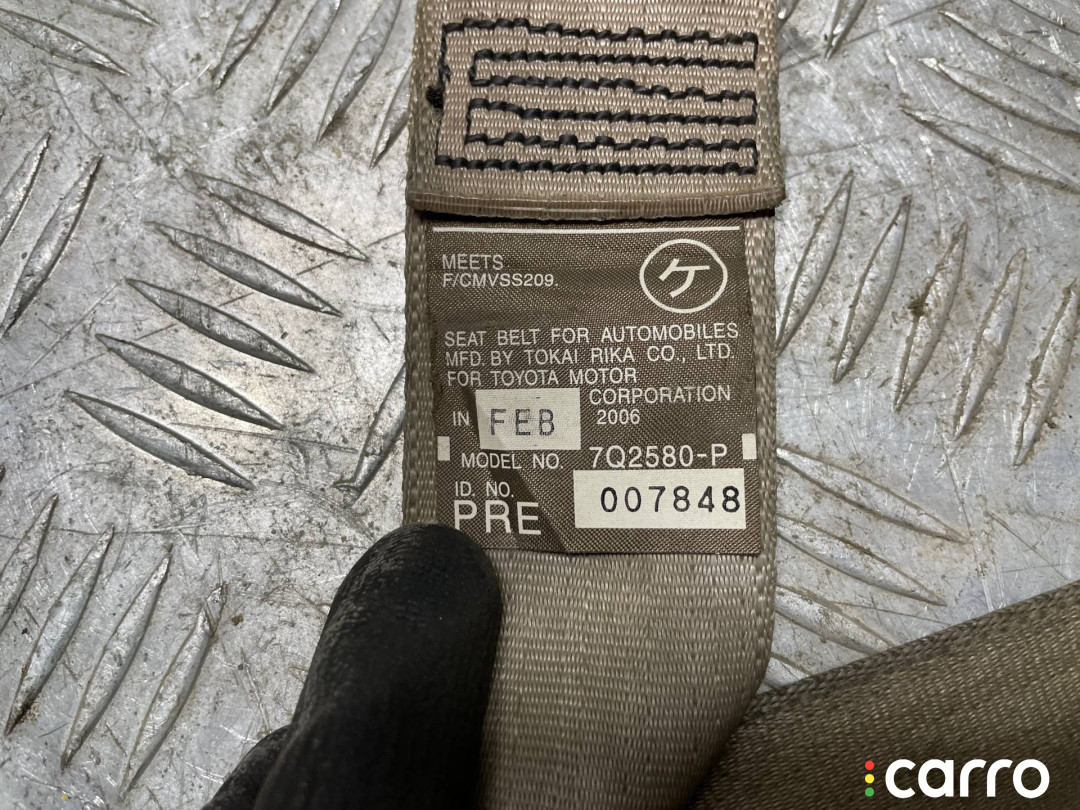 MEETS
F/CMVSS209.
ケ
SEAT BELT FOR AUTOMOBILES
MFD BY TOKAI RIKA CO., LTD.
FOR TOYOTA MOTOR
CORPORATION
IN FEB 2006
MODEL NO. 7Q2580-P
ID. NO.
PRE 007848
carro